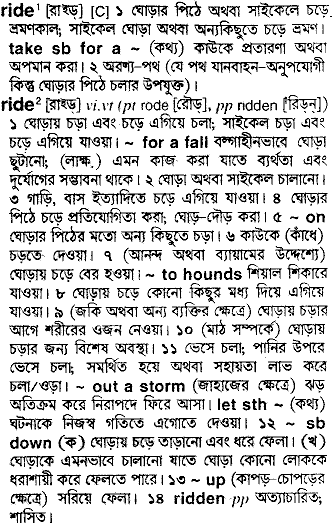 ride¹ [রাইড্] [C] ১ ঘোড়ার পিঠে অথবা সাইকেলে চড়ে
ভ্রমণকাল; সাইকেল ঘোড়া অথবা অন্যকিছুতে চড়ে ভ্রমণ।
take sb for a ~ (কথ্য) কাউকে প্রতারণা অথবা
অপমান করা। ২ অরণ্য-পথ (যে পথ যানবাহন-অনুপযোগী
কিন্তু ঘোড়ার পিঠে চলার উপযুক্ত)।
ride² [রাইড্] vi.vt (pt rode [রৌড্], pp ndden [রিড্‌ন্])
১ ঘোড়ায় চড়া এবং চড়ে এগিয়ে চলা; সাইকেল চড়া এবং
চড়ে এগিয়ে যাওয়া। ~ for a fall বল্গাহীনভাবে ঘোড়া
ছুটানো; (লাক্ষ.) এমন কাজ করা যাতে ব্যর্থতা এবং
দুর্যোগের সম্ভাবনা থাকে। ২ ঘোড়া অথবা সাইকেল চালানো।
৩ গাড়ি, বাস ইত্যাদিতে চড়ে এগিয়ে যাওয়া। ৪ ঘোড়ার
পিঠে চড়ে প্রতিযোগিতা করা; ঘোড়-দৌড় করা। ৫ ~ on
ঘোড়ার পিঠের মতো অন্য কিছুতে চড়া। ৬ কাউকে (কাঁধে)
চড়তে দেওয়া। ৭ (আনন্দ অথবা ব্যায়ামের উদ্দেশ্যে)
ঘোড়ায় চড়ে বের হওয়া। ~ to hounds শিয়াল শিকারে
যাওয়া। ৮ ঘোড়ায় চড়ে কোনো কিছুর মধ্য দিয়ে এগিয়ে
যাওয়া। ৯ (জকি অথবা অন্য ব্যক্তির ক্ষেত্রে) ঘোড়ায় চড়ার
আগে শরীরের ওজন নেওয়া। ১০ (মাঠ সম্পর্কে) ঘোড়ায়
চড়ার জন্য বিশেষ অবস্থা। ১১ ভেসে চলা; পানির উপরে
ভেসে চলা; সমর্থিত হয়ে অথবা সহায়তা লাভ করে
চলা/ওড়া। ~ out a storm (জাহাজের ক্ষেত্রে) ঝড়
অতিক্রম করে নিরাপদে ফিরে আসা। let sth ~ (কথ্য)
ঘটনাকে নিজস্ব গতিতে এগোতে দেওয়া। ১২ ~ sb
down (ক) ঘোড়ায় চড়ে তাড়ানো এবং ধরে ফেলা। (খ)
ঘোড়াকে এমনভাবে চালানো যাতে ঘোড়া কোনো লোককে
ধরাশায়ী করে ফেলতে পারে। ১৩ ~ up (কাপড়-চোপড়ের
ক্ষেত্রে) সরিয়ে ফেলা। ১৪ ridden pp অত্যাচারিত;
শাসিত।